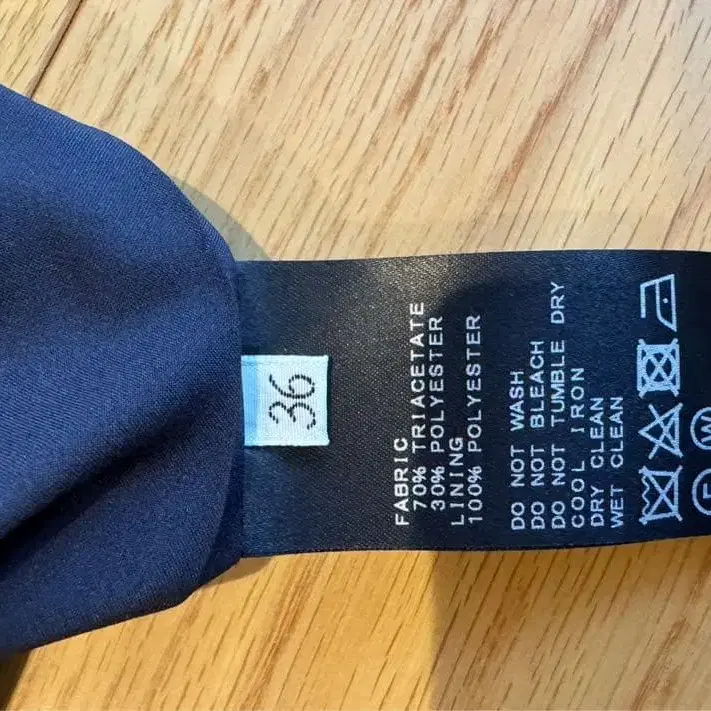 36
FABRIC
70% TRIACETATE
30% POLYESTER
LINING
100% POLYESTER
DO NOT WASH
DO NOT BLEACH
DO NOT TUMBLE DRY
COOL IRON
DRY CLEAN
WET CLEAN
F W